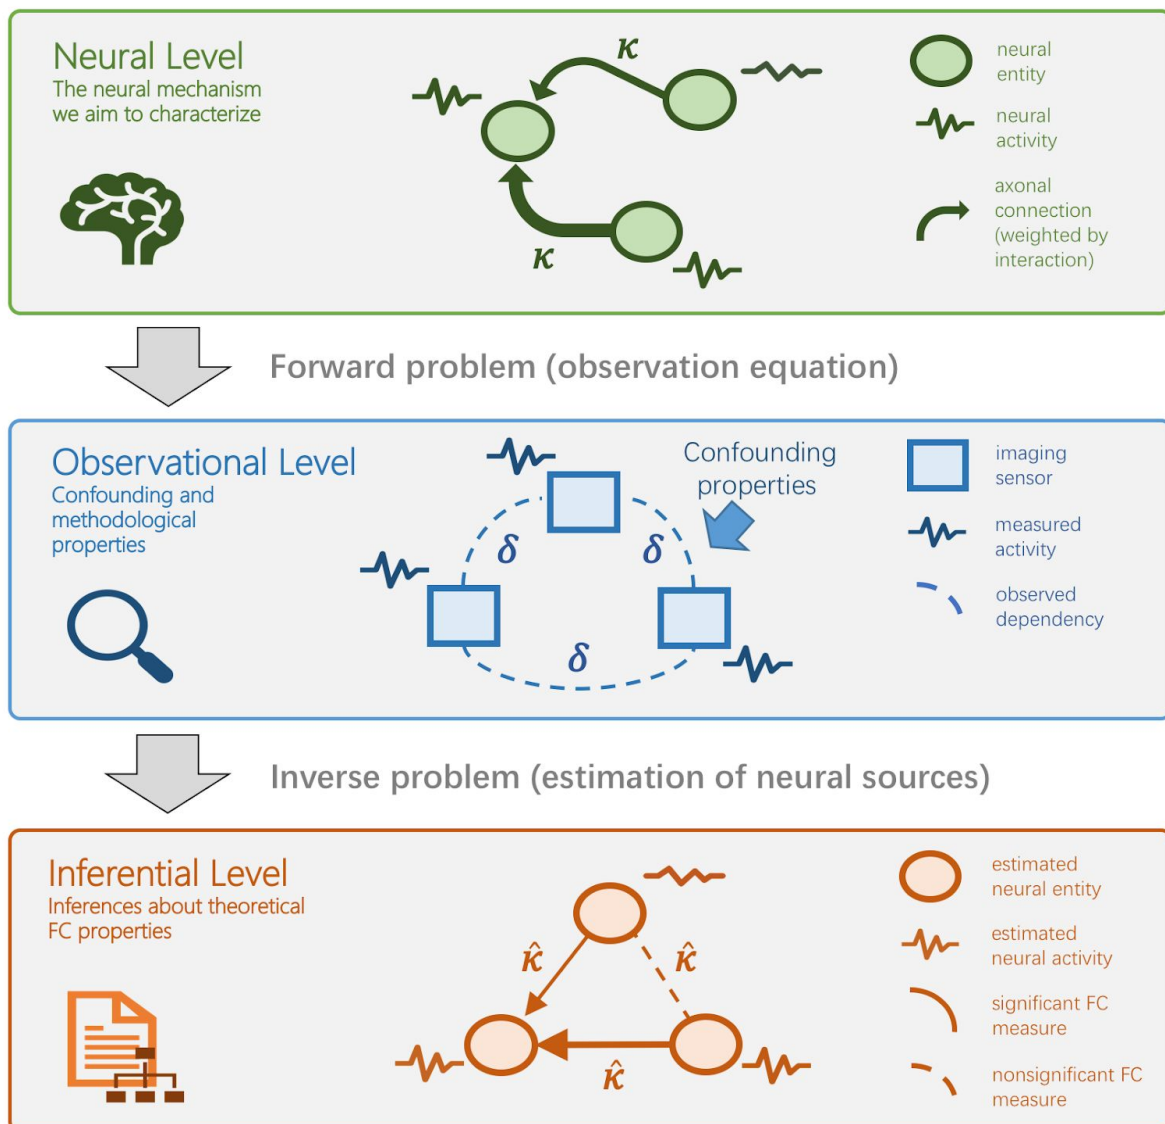 Neural Level
The neural mechanism
we aim to characterize
κ
κ
neural
entity
neural
activity
axonal
connection
(weighted by
interaction)
Forward problem (observation equation)
Observational Level
Confounding and
methodological
properties
Confounding
properties
δ
δ
δ
imaging
sensor
measured
activity
observed
dependency
Inverse problem (estimation of neural sources)
Inferential Level
Inferences about theoretical
FC properties
κ̂
κ̂
κ̂
estimated
neural entity
estimated
neural activity
significant FC
measure
nonsignificant FC
measure